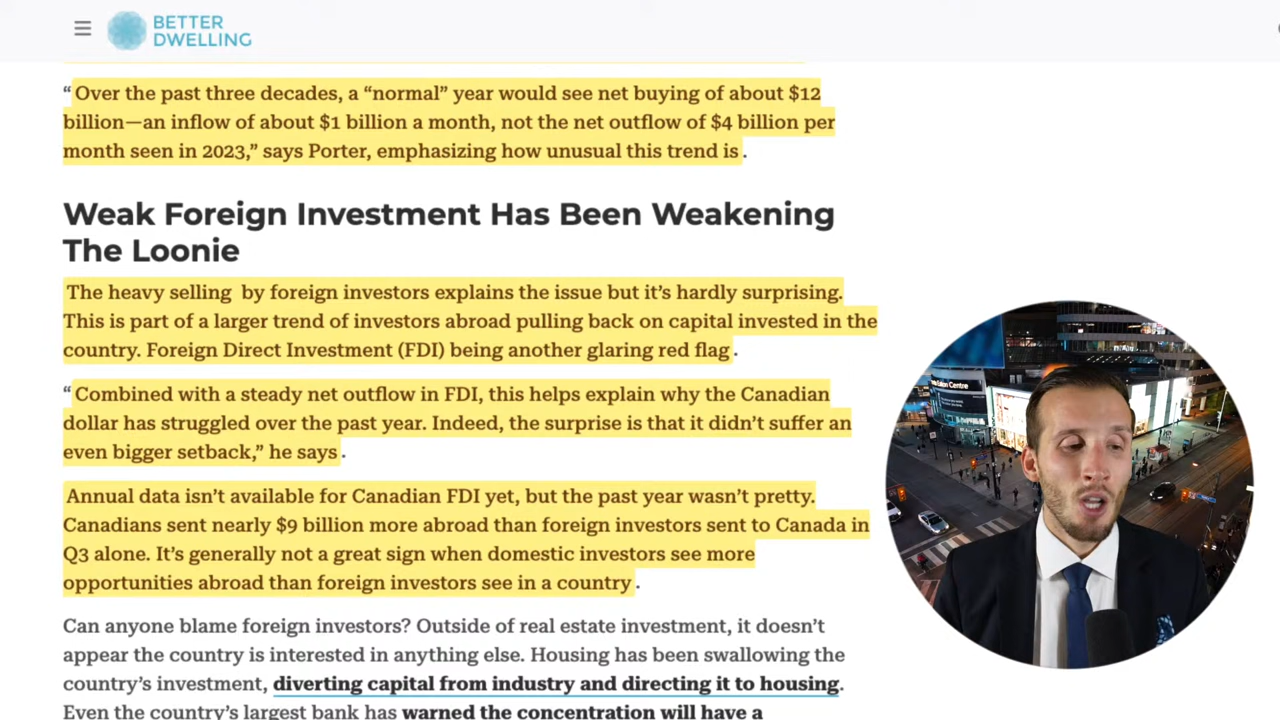 BETTER
DWELLING
“Over the past three decades, a “normal” year would see net buying of about $12
billion—an inflow of about $1 billion a month, not the net outflow of $4 billion per
month seen in 2023,” says Porter, emphasizing how unusual this trend is.
Weak Foreign Investment Has Been Weakening
The Loonie
The heavy selling by foreign investors explains the issue but it’s hardly surprising.
This is part of a larger trend of investors abroad pulling back on capital invested in the
country. Foreign Direct Investment (FDI) being another glaring red flag.
“Combined with a steady net outflow in FDI, this helps explain why the Canadian
dollar has struggled over the past year. Indeed, the surprise is that it didn’t suffer an
even bigger setback,” he says.
Annual data isn’t available for Canadian FDI yet, but the past year wasn’t pretty.
Canadians sent nearly $9 billion more abroad than foreign investors sent to Canada in
Q3 alone. It’s generally not a great sign when domestic investors see more
opportunities abroad than foreign investors see in a country.
Can anyone blame foreign investors? Outside of real estate investment, it doesn’t
appear the country is interested in anything else. Housing has been swallowing the
country’s investment, diverting capital from industry and directing it to housing.
Even the country’s largest bank has warned the concentration will have a
Centre